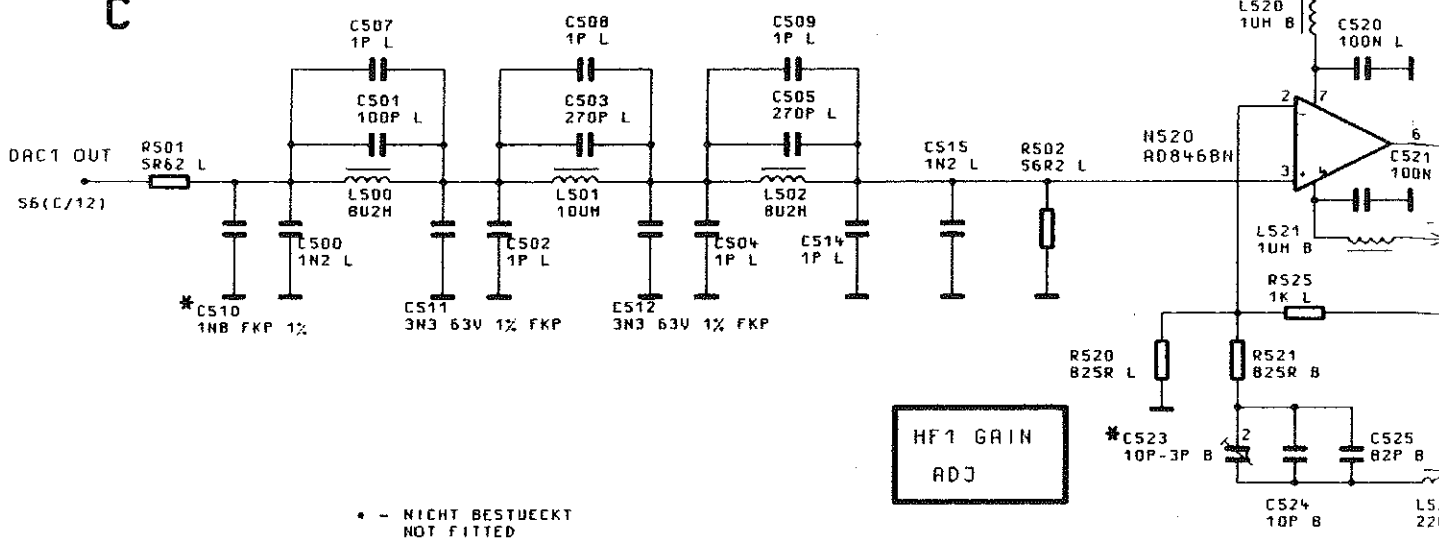 C
C507
1P L
C508
1P L
C509
1P L
L520
1UH B
C520
100N L
C501
100P L
C503
270P L
C505
270P L
2
7
DAC1 OUT
R501
5R62 L
C515
1N2 L
R502
56R2 L
N520
AD846BN
6
C521
100N
3
4
S6(C/12)
L500
8U2H
L501
10UH
L502
8U2H
C500
1N2 L
C502
1P L
C504
1P L
C514
1P L
L521
1UH B
* C510
1N8 FKP 1%
C511
3N3 63V 1% FKP
C512
3N3 63V 1% FKP
R525
1K L
R520
825R L
R521
825R B
HF1 GAIN
ADJ
* C523
10P-3P B
2
C525
82P B
C524
10P B
* - NICHT BESTUECKT
NOT FITTED